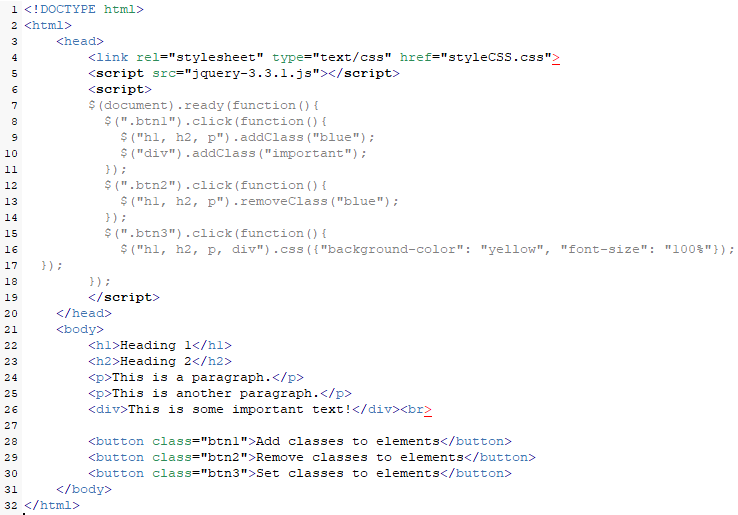 1 <!DOCTYPE html>
2 <html>
3     <head>
4         <link rel="stylesheet" type="text/css" href="styleCSS.css">
5         <script src="jquery-3.3.1.js"></script>
6         <script>
7         $(document).ready(function(){
8           $(".btn1").click(function(){
9             $("h1, h2, p").addClass("blue");
10             $("div").addClass("important");
11           });
12           $(".btn2").click(function(){
13             $("h1, h2, p").removeClass("blue");
14           });
15           $(".btn3").click(function(){
16             $("h1, h2, p, div").css({"background-color": "yellow", "font-size": "100%"});
17   });
18         });
19         </script>
20     </head>
21     <body>
22         <h1>Heading 1</h1>
23         <h2>Heading 2</h2>
24         <p>This is a paragraph.</p>
25         <p>This is another paragraph.</p>
26         <div>This is some important text!</div><br>
27
28         <button class="btn1">Add classes to elements</button>
29         <button class="btn2">Remove classes to elements</button>
30         <button class="btn3">Set classes to elements</button>
31     </body>
32 </html>